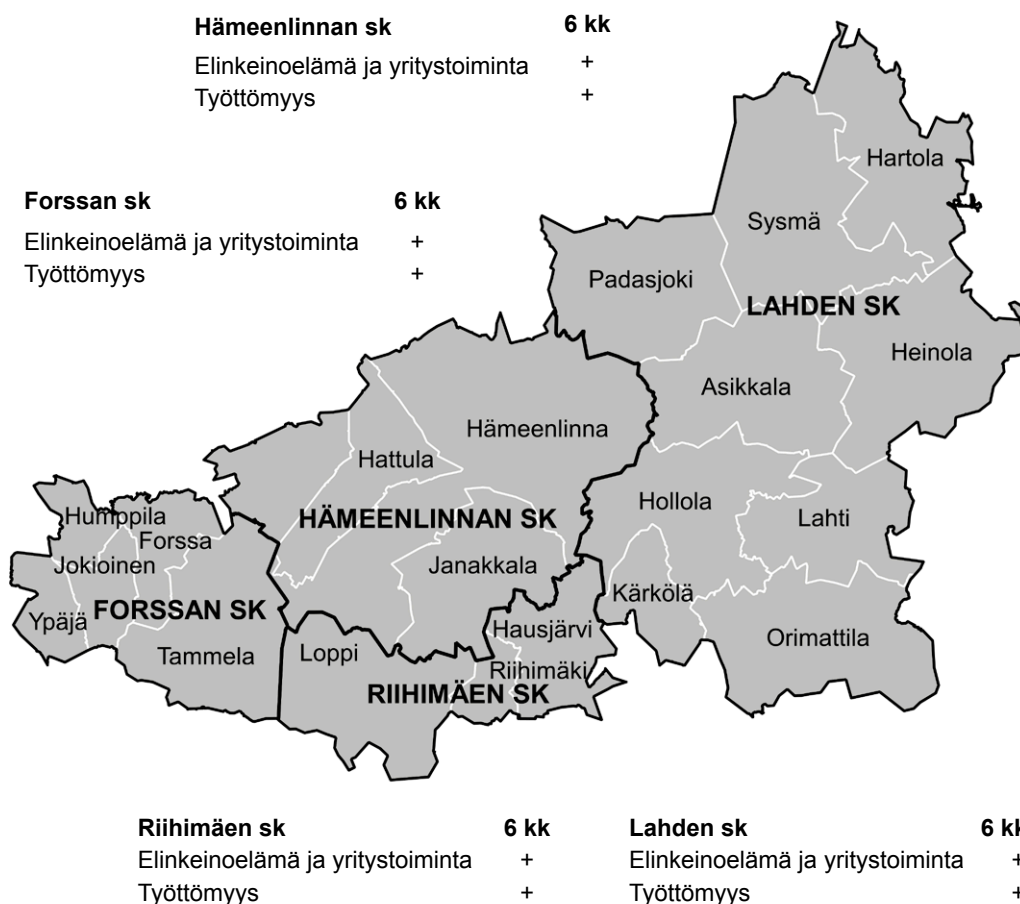 Hämeenlinnan sk 6 kk
Elinkeinoelämä ja yritystoiminta +
Työttömyys +
Forssan sk 6 kk
Elinkeinoelämä ja yritystoiminta +
Työttömyys +
Hartola
Sysmä
Padasjoki
LAHDEN SK
Heinola
Asikkala
Hämeenlinna
Hattula
Hollola
Lahti
HÄMEENLINNAN SK
Humppila
Forssa
Jokioinen
Janakkala
Kärkölä
Ypäjä
FORSSAN SK
Hausjärvi
Orimattila
Tammela
Loppi
Riihimäki
RIIHIMÄEN SK
Riihimäen sk 6 kk
Elinkeinoelämä ja yritystoiminta +
Työttömyys +
Lahden sk 6 kk
Elinkeinoelämä ja yritystoiminta +
Työttömyys +